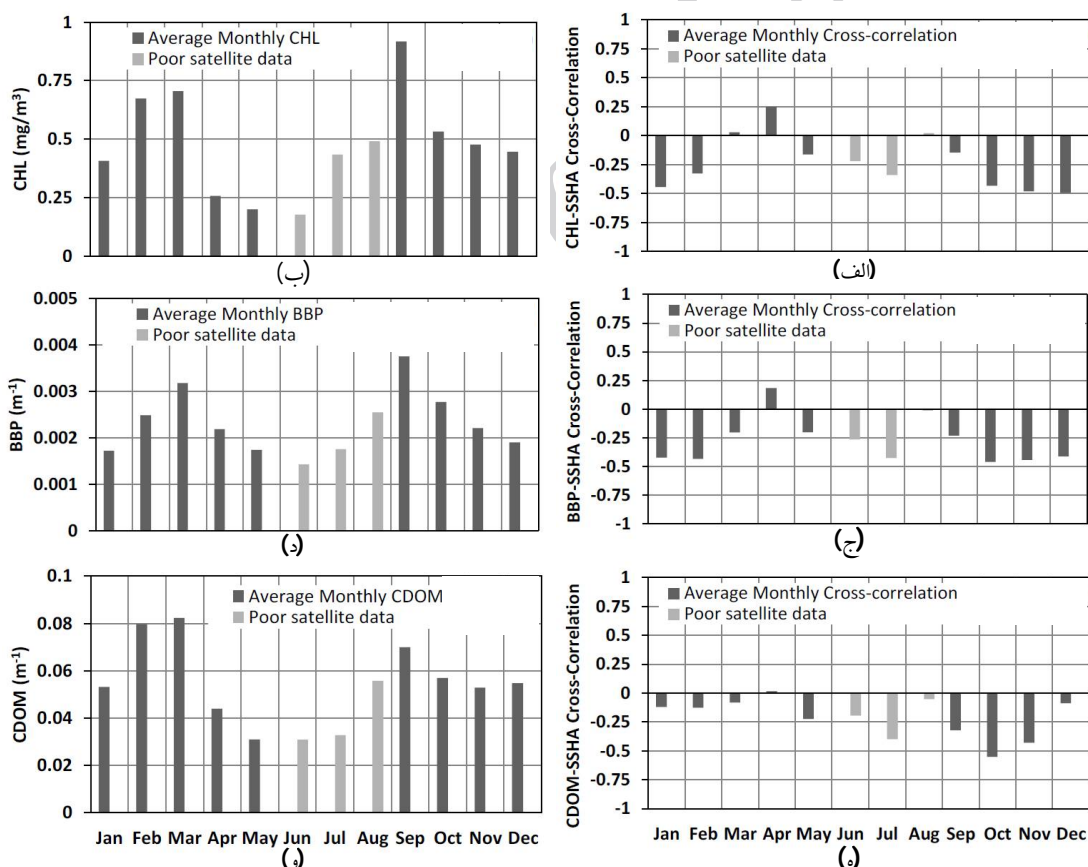 CHL (mg/m³)
1
0.75
0.5
0.25
0
Average Monthly CHL
Poor satellite data
(ب)
CHL-SSHA Cross-Correlation
1
0.75
0.5
0.25
0
-0.25
-0.5
-0.75
-1
Average Monthly Cross-correlation
Poor satellite data
(الف)
BBP (m⁻¹)
0.005
0.004
0.003
0.002
0.001
0
Average Monthly BBP
Poor satellite data
(د)
BBP-SSHA Cross-Correlation
1
0.75
0.5
0.25
0
-0.25
-0.5
-0.75
-1
Average Monthly Cross-correlation
Poor satellite data
(ج)
CDOM (m⁻¹)
0.1
0.08
0.06
0.04
0.02
0
Average Monthly CDOM
Poor satellite data
Jan Feb Mar Apr May Jun Jul Aug Sep Oct Nov Dec
(و)
CDOM-SSHA Cross-Correlation
1
0.75
0.5
0.25
0
-0.25
-0.5
-0.75
-1
Average Monthly Cross-correlation
Poor satellite data
Jan Feb Mar Apr May Jun Jul Aug Sep Oct Nov Dec
(ه)